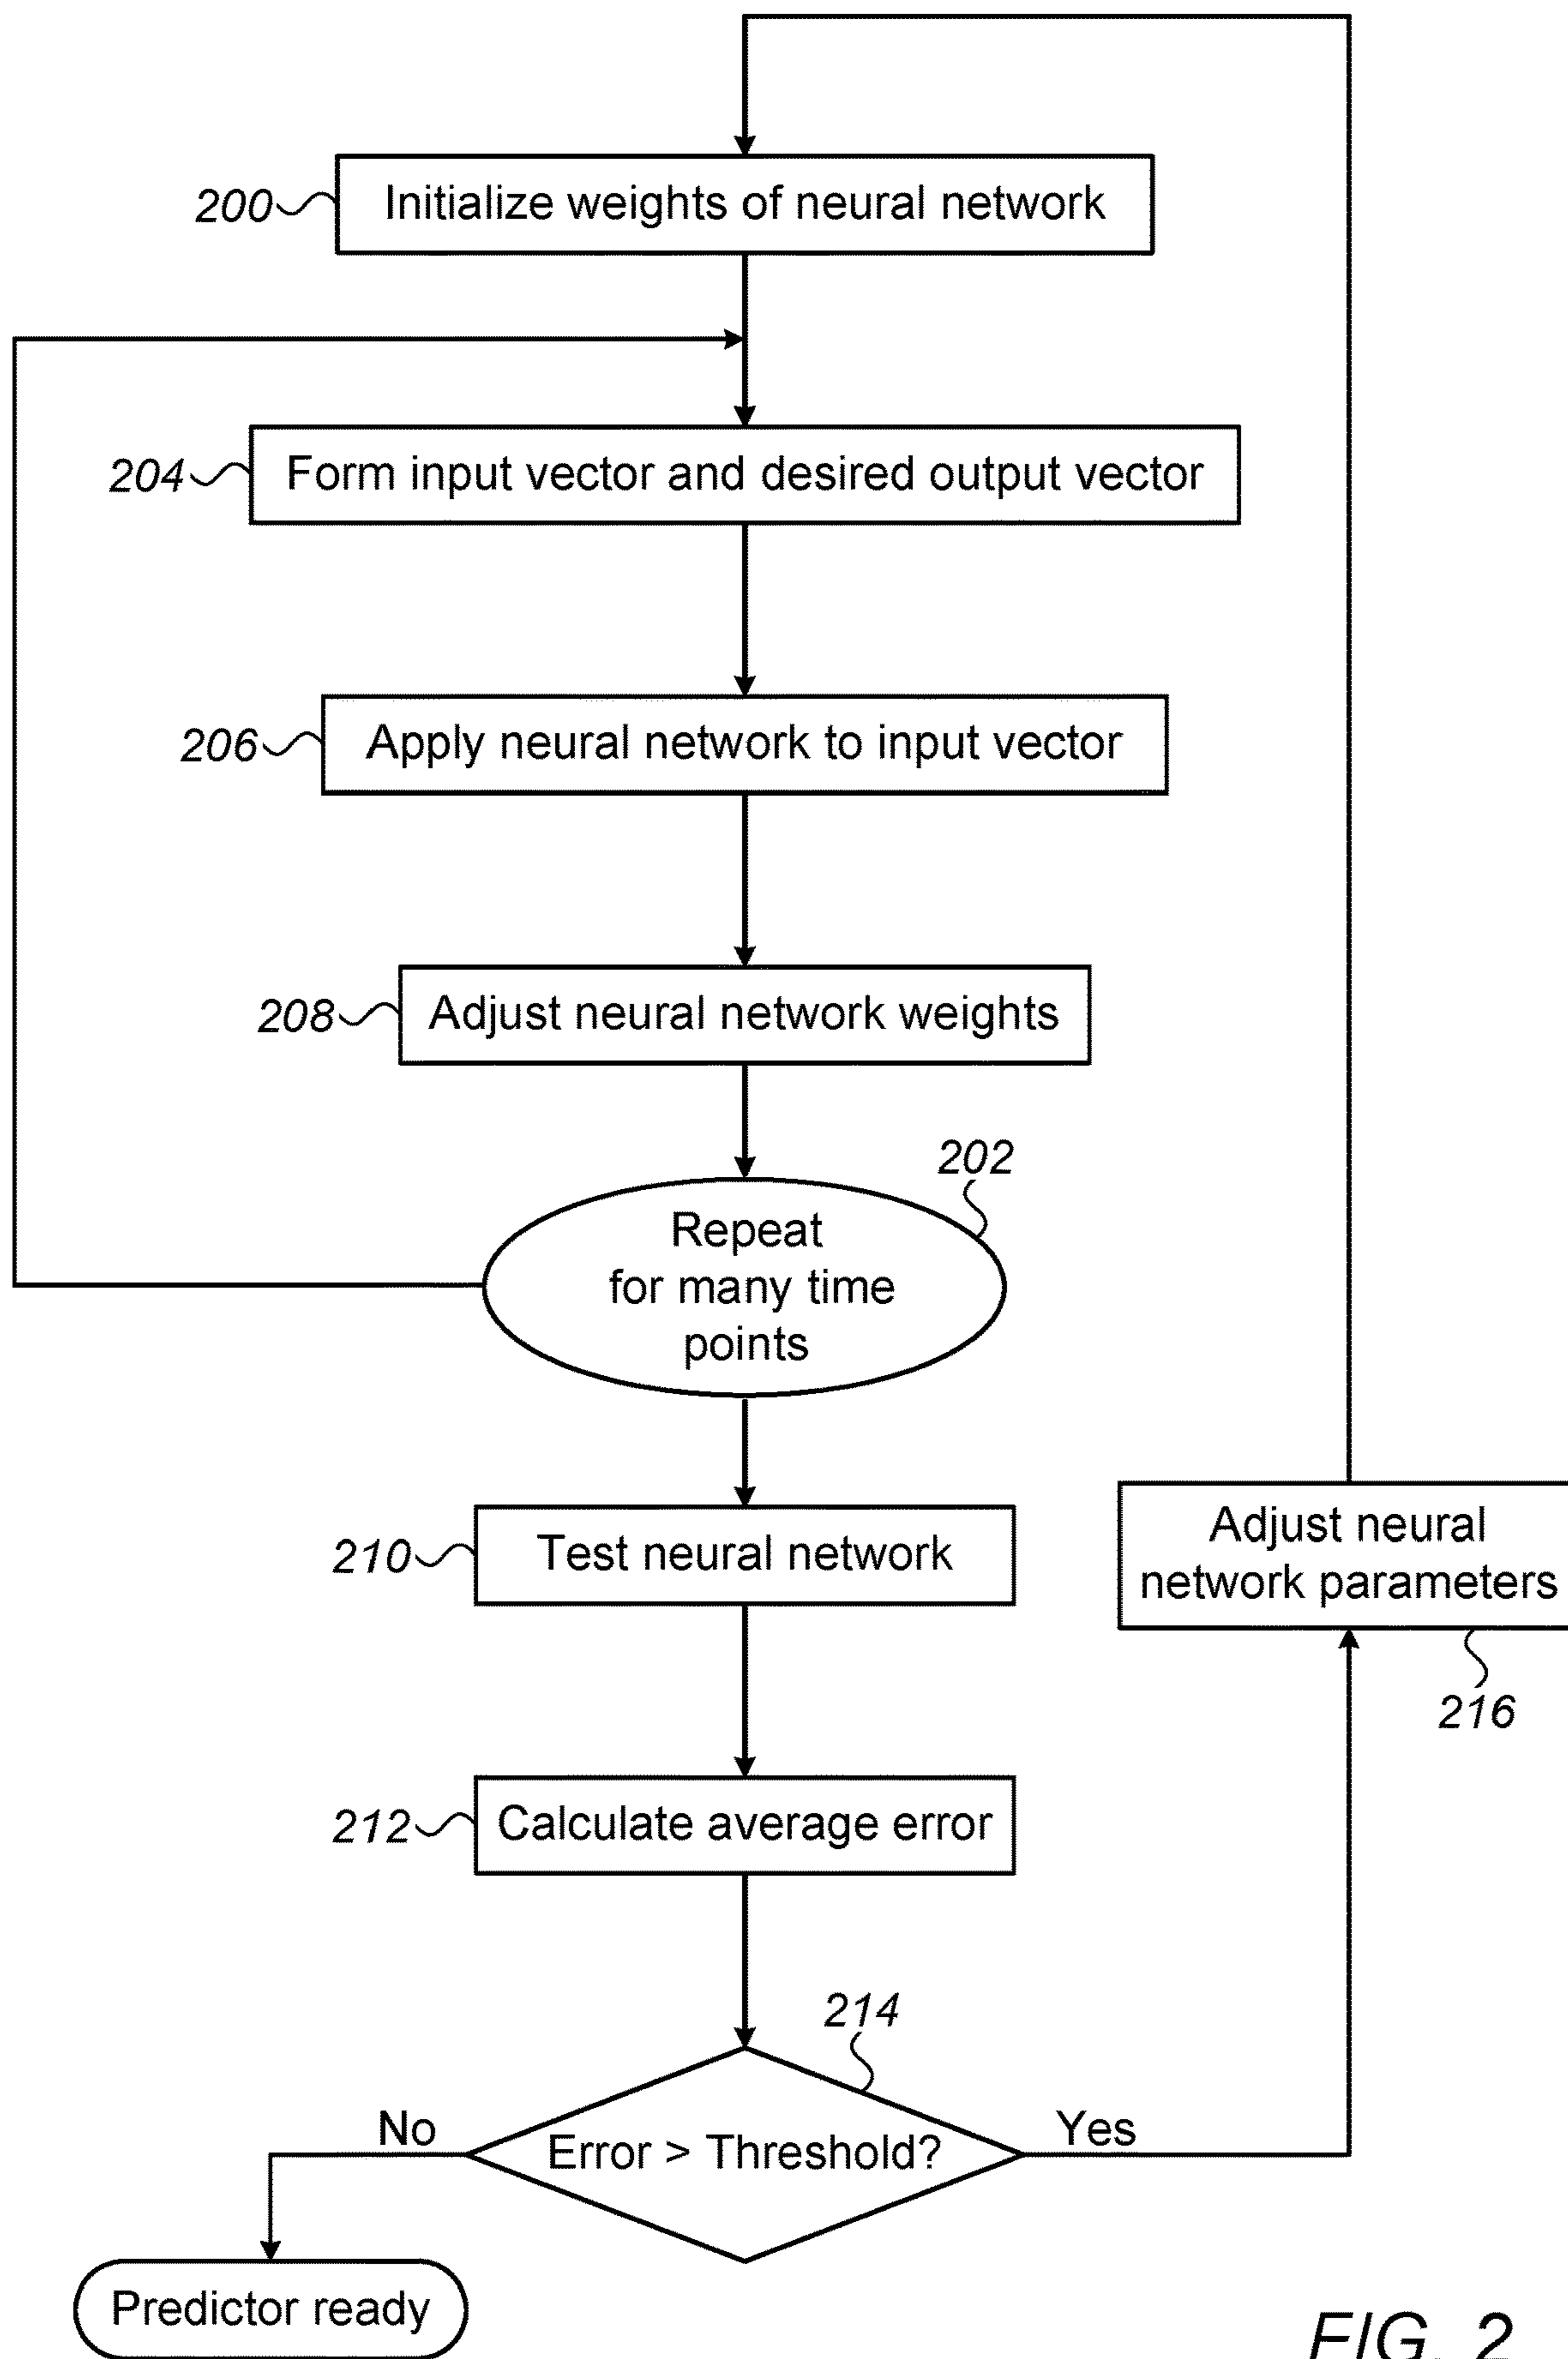 200
Initialize weights of neural network
204
Form input vector and desired output vector
206
Apply neural network to input vector
208
Adjust neural network weights
202
Repeat
for many time
points
210
Test neural network
Adjust neural
network parameters
216
212
Calculate average error
214
No
Error > Threshold?
Yes
Predictor ready
FIG. 2